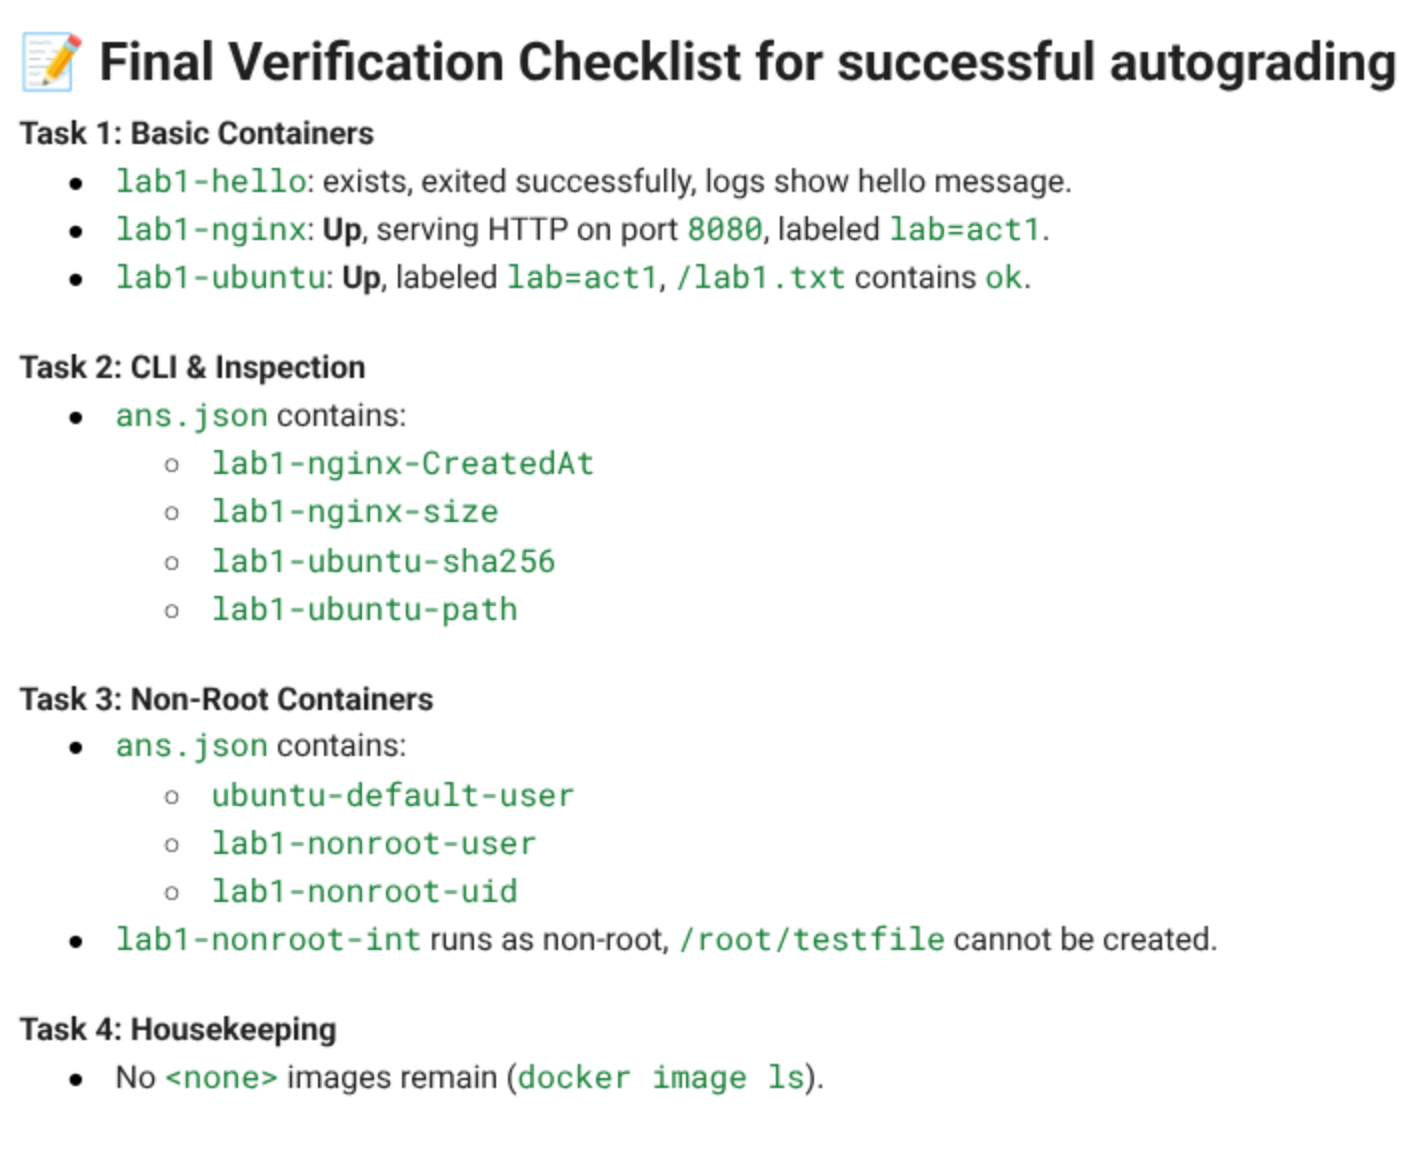 📝 Final Verification Checklist for successful autograding
Task 1: Basic Containers
● lab1-hello: exists, exited successfully, logs show hello message.
● lab1-nginx: Up, serving HTTP on port 8080, labeled lab=act1.
● lab1-ubuntu: Up, labeled lab=act1, /lab1.txt contains ok.
Task 2: CLI & Inspection
● ans.json contains:
○ lab1-nginx-CreatedAt
○ lab1-nginx-size
○ lab1-ubuntu-sha256
○ lab1-ubuntu-path
Task 3: Non-Root Containers
● ans.json contains:
○ ubuntu-default-user
○ lab1-nonroot-user
○ lab1-nonroot-uid
● lab1-nonroot-int runs as non-root, /root/testfile cannot be created.
Task 4: Housekeeping
● No <none> images remain (docker image ls).